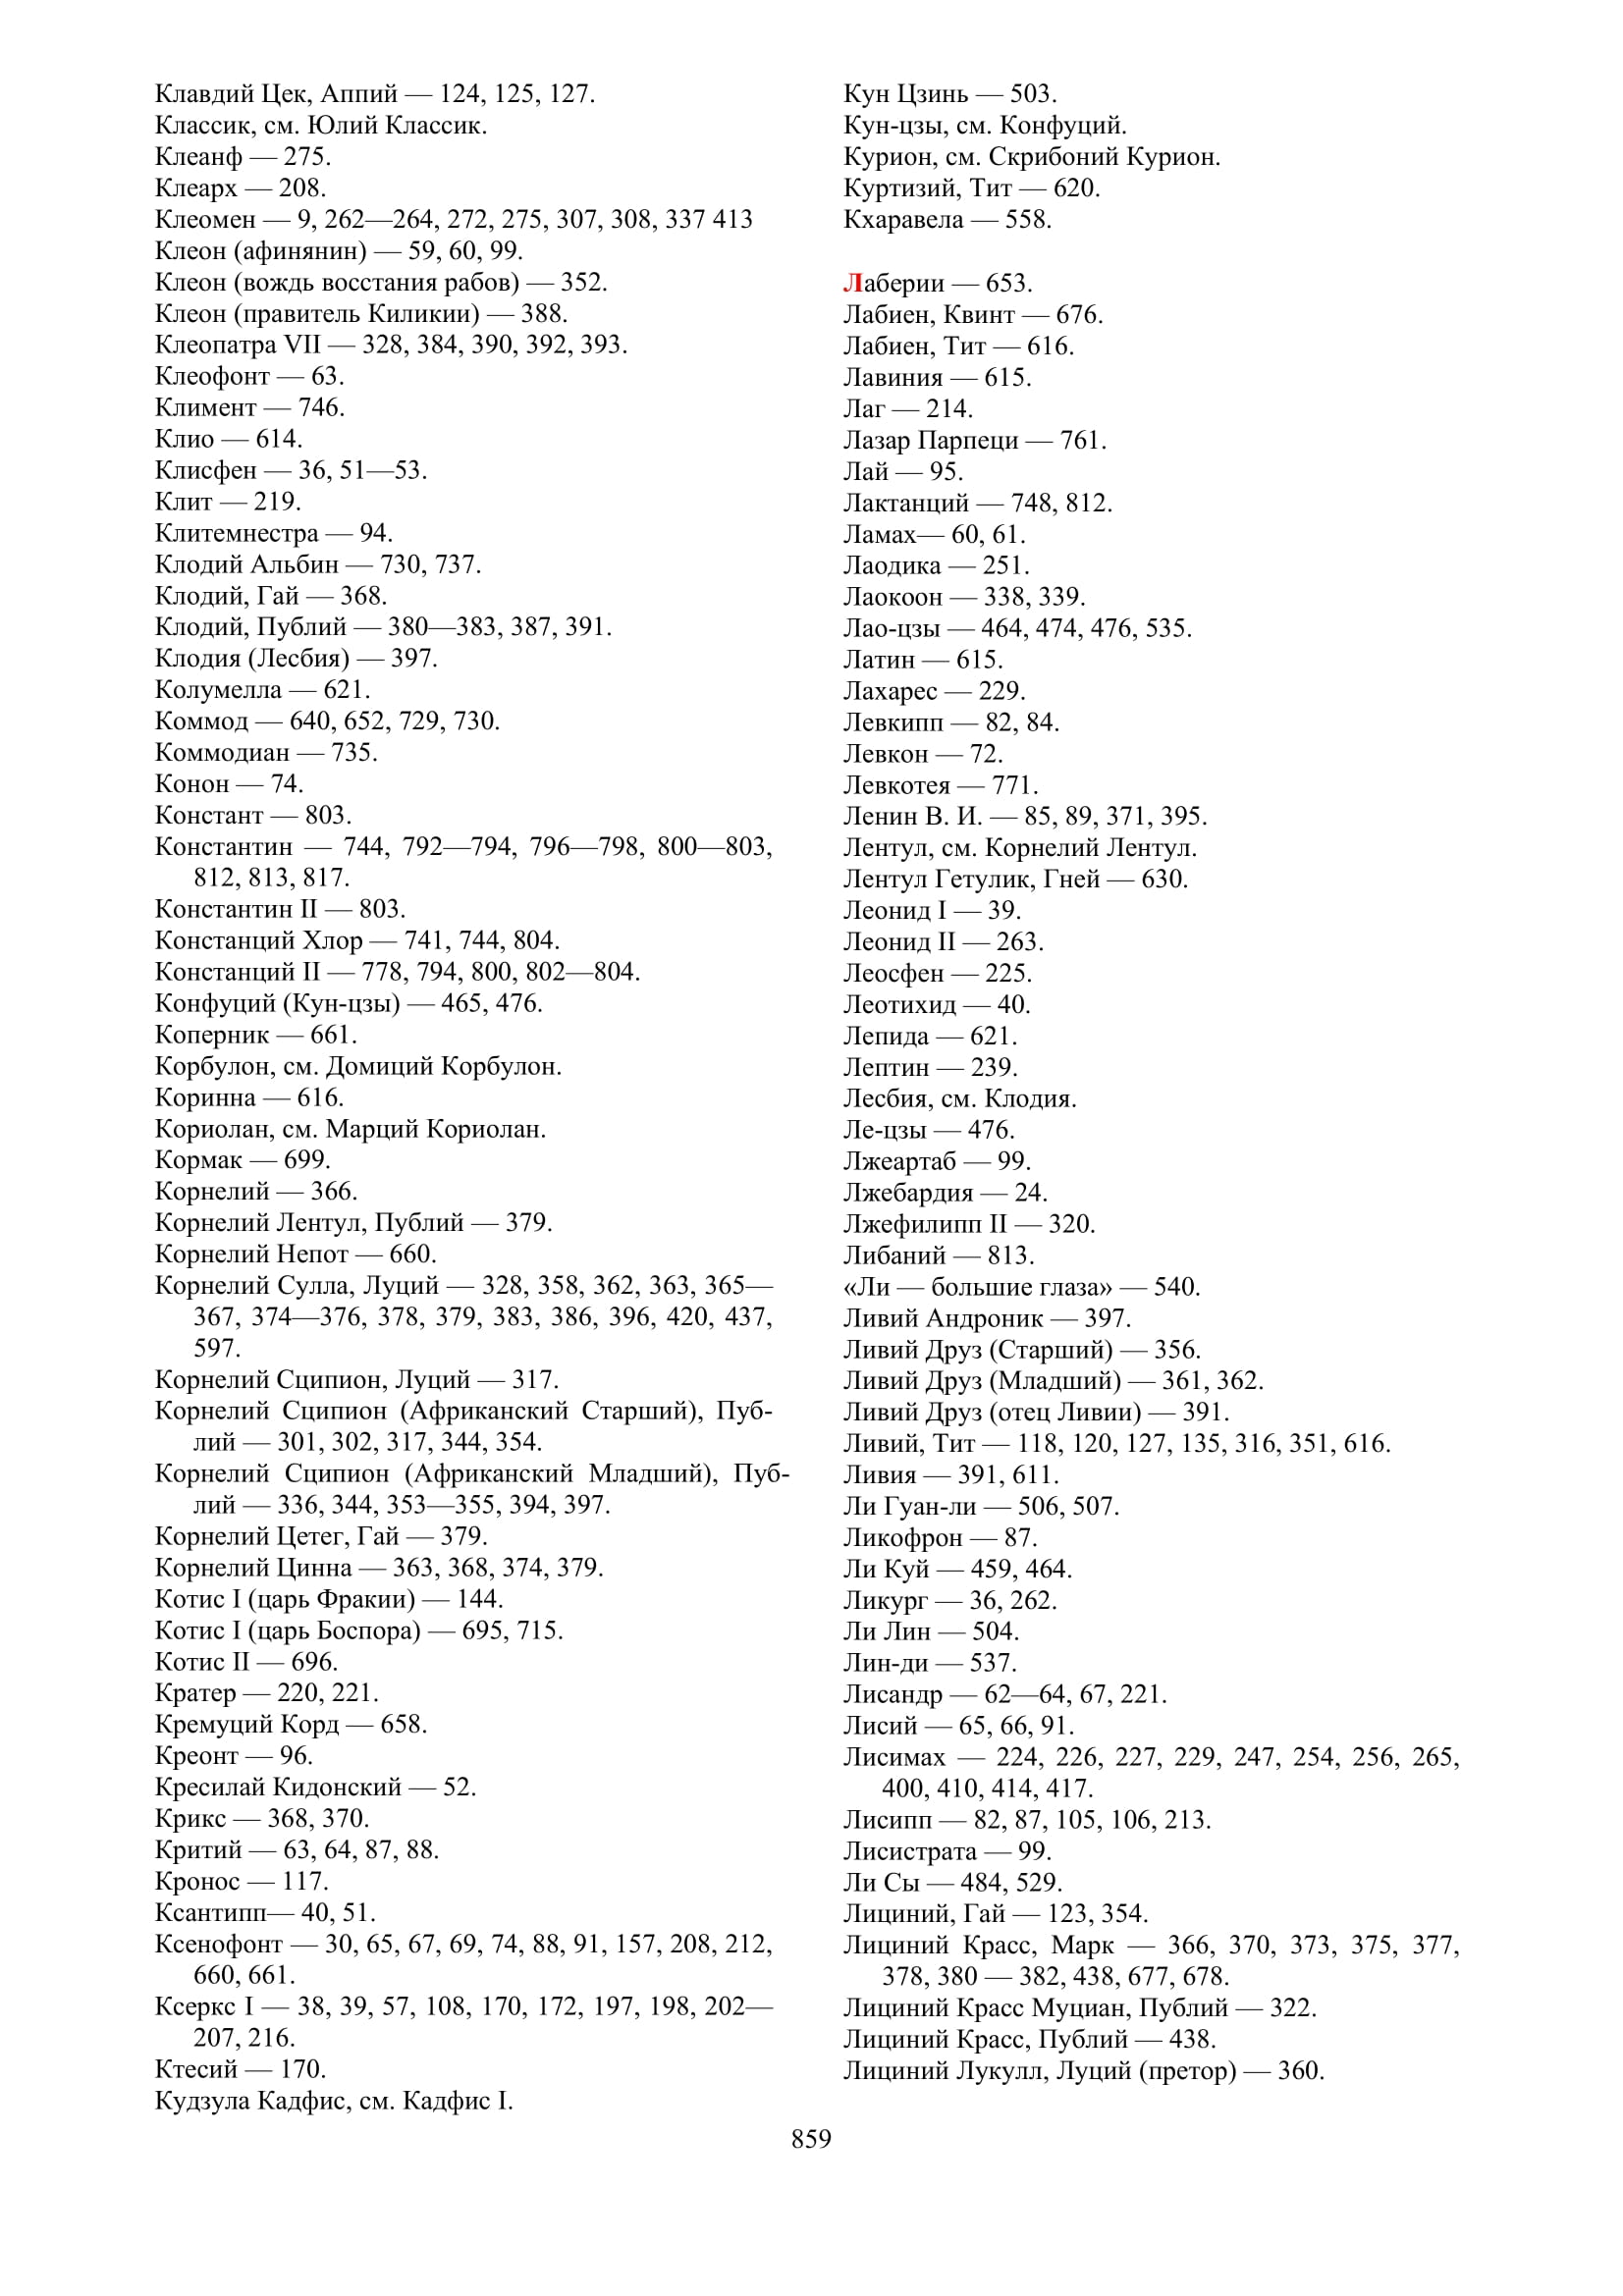 Клавдий Цек, Аппий — 124, 125, 127.
Классик, см. Юлий Классик.
Клеанф — 275.
Клеарх — 208.
Клеомен — 9, 262—264, 272, 275, 307, 308, 337 413
Клеон (афинянин) — 59, 60, 99.
Клеон (вождь восстания рабов) — 352.
Клеон (правитель Киликии) — 388.
Клеопатра VII — 328, 384, 390, 392, 393.
Клеофонт — 63.
Климент — 746.
Клио — 614.
Клисфен — 36, 51—53.
Клит — 219.
Клитемнестра — 94.
Клодий Альбин — 730, 737.
Клодий, Гай — 368.
Клодий, Публий — 380—383, 387, 391.
Клодия (Лесбия) — 397.
Колумелла — 621.
Коммод — 640, 652, 729, 730.
Коммодиан — 735.
Конон — 74.
Констант — 803.
Константин — 744, 792—794, 796—798, 800—803,
812, 813, 817.
Константин II — 803.
Констанций Хлор — 741, 744, 804.
Констанций II — 778, 794, 800, 802—804.
Конфуций (Кун-цзы) — 465, 476.
Коперник — 661.
Корбулон, см. Домиций Корбулон.
Коринна — 616.
Кориолан, см. Марций Кориолан.
Кормак — 699.
Корнелий — 366.
Корнелий Лентул, Публий — 379.
Корнелий Непот — 660.
Корнелий Сулла, Луций — 328, 358, 362, 363, 365—
367, 374—376, 378, 379, 383, 386, 396, 420, 437,
597.
Корнелий Сципион, Луций — 317.
Корнелий Сципион (Африканский Старший), Пуб-
лий — 301, 302, 317, 344, 354.
Корнелий Сципион (Африканский Младший), Пуб-
лий — 336, 344, 353—355, 394, 397.
Корнелий Цетег, Гай — 379.
Корнелий Цинна — 363, 368, 374, 379.
Котис I (царь Фракии) — 144.
Котис I (царь Боспора) — 695, 715.
Котис II — 696.
Кратер — 220, 221.
Кремуций Корд — 658.
Креонт — 96.
Кресилай Кидонский — 52.
Крикс — 368, 370.
Критий — 63, 64, 87, 88.
Кронос — 117.
Ксантипп— 40, 51.
Ксенофонт — 30, 65, 67, 69, 74, 88, 91, 157, 208, 212,
660, 661.
Ксеркс I — 38, 39, 57, 108, 170, 172, 197, 198, 202—
207, 216.
Ктесий — 170.
Кудзула Кадфис, см. Кадфис I.
Кун Цзинь — 503.
Кун-цзы, см. Конфуций.
Курион, см. Скрибоний Курион.
Куртизий, Тит — 620.
Кхаравела — 558.
Лаберии — 653.
Лабиен, Квинт — 676.
Лабиен, Тит — 616.
Лавиния — 615.
Лаг — 214.
Лазар Парпеци — 761.
Лай — 95.
Лактанций — 748, 812.
Ламах— 60, 61.
Лаодика — 251.
Лаокоон — 338, 339.
Лао-цзы — 464, 474, 476, 535.
Латин — 615.
Лахарес — 229.
Левкипп — 82, 84.
Левкон — 72.
Левкотея — 771.
Ленин В. И. — 85, 89, 371, 395.
Лентул, см. Корнелий Лентул.
Лентул Гетулик, Гней — 630.
Леонид I — 39.
Леонид II — 263.
Леосфен — 225.
Леотихид — 40.
Лепида — 621.
Лептин — 239.
Лесбия, см. Клодия.
Ле-цзы — 476.
Лжеартаб — 99.
Лжебардия — 24.
Лжефилипп II — 320.
Либаний — 813.
«Ли — большие глаза» — 540.
Ливий Андроник — 397.
Ливий Друз (Старший) — 356.
Ливий Друз (Младший) — 361, 362.
Ливий Друз (отец Ливии) — 391.
Ливий, Тит — 118, 120, 127, 135, 316, 351, 616.
Ливия — 391, 611.
Ли Гуан-ли — 506, 507.
Ликофрон — 87.
Ли Куй — 459, 464.
Ликург — 36, 262.
Ли Лин — 504.
Лин-ди — 537.
Лисандр — 62—64, 67, 221.
Лисий — 65, 66, 91.
Лисимах — 224, 226, 227, 229, 247, 254, 256, 265,
400, 410, 414, 417.
Лисипп — 82, 87, 105, 106, 213.
Лисистрата — 99.
Ли Сы — 484, 529.
Лициний, Гай — 123, 354.
Лициний Красс, Марк — 366, 370, 373, 375, 377,
378, 380 — 382, 438, 677, 678.
Лициний Красс Муциан, Публий — 322.
Лициний Красс, Публий — 438.
Лициний Лукулл, Луций (претор) — 360.
859